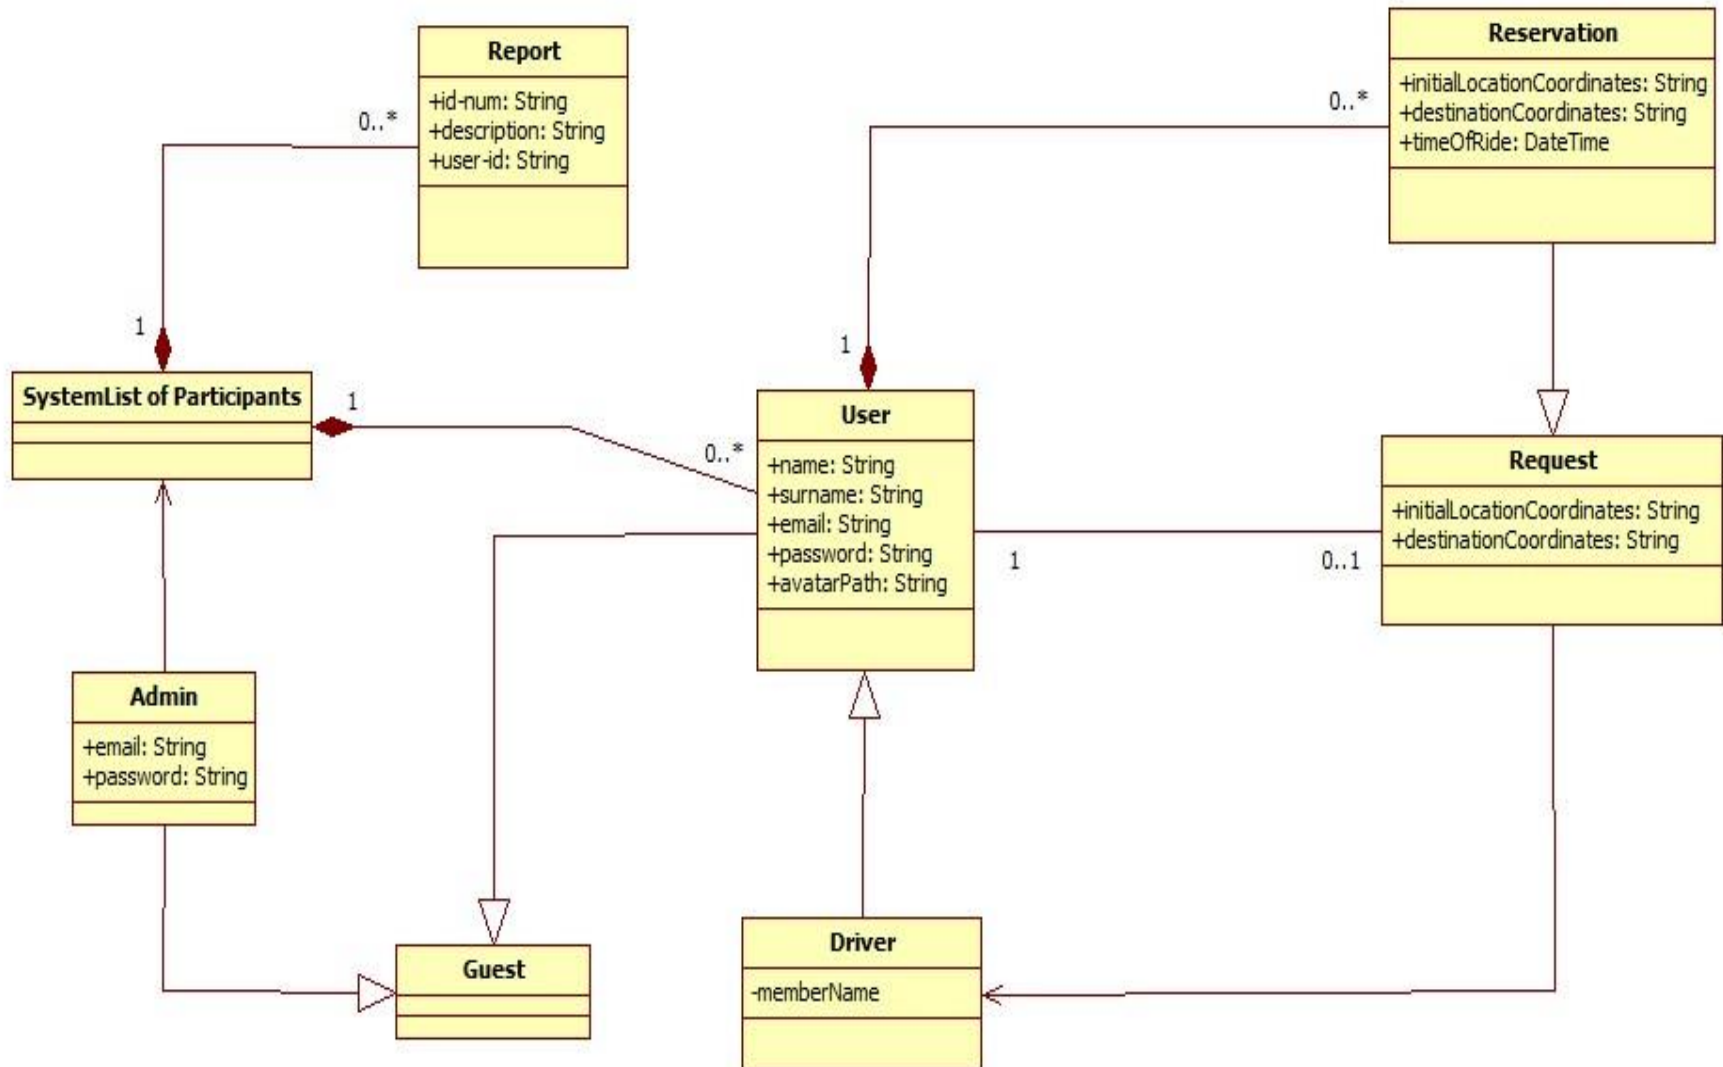 Report
+id-num: String
+description: String
+user-id: String
0..*
1
Reservation
+initialLocationCoordinates: String
+destinationCoordinates: String
+timeOfRide: DateTime
0..*
1
SystemList of Participants
1
0..*
User
+name: String
+surname: String
+email: String
+password: String
+avatarPath: String
1
0..1
Request
+initialLocationCoordinates: String
+destinationCoordinates: String
Admin
+email: String
+password: String
Guest
Driver
-memberName